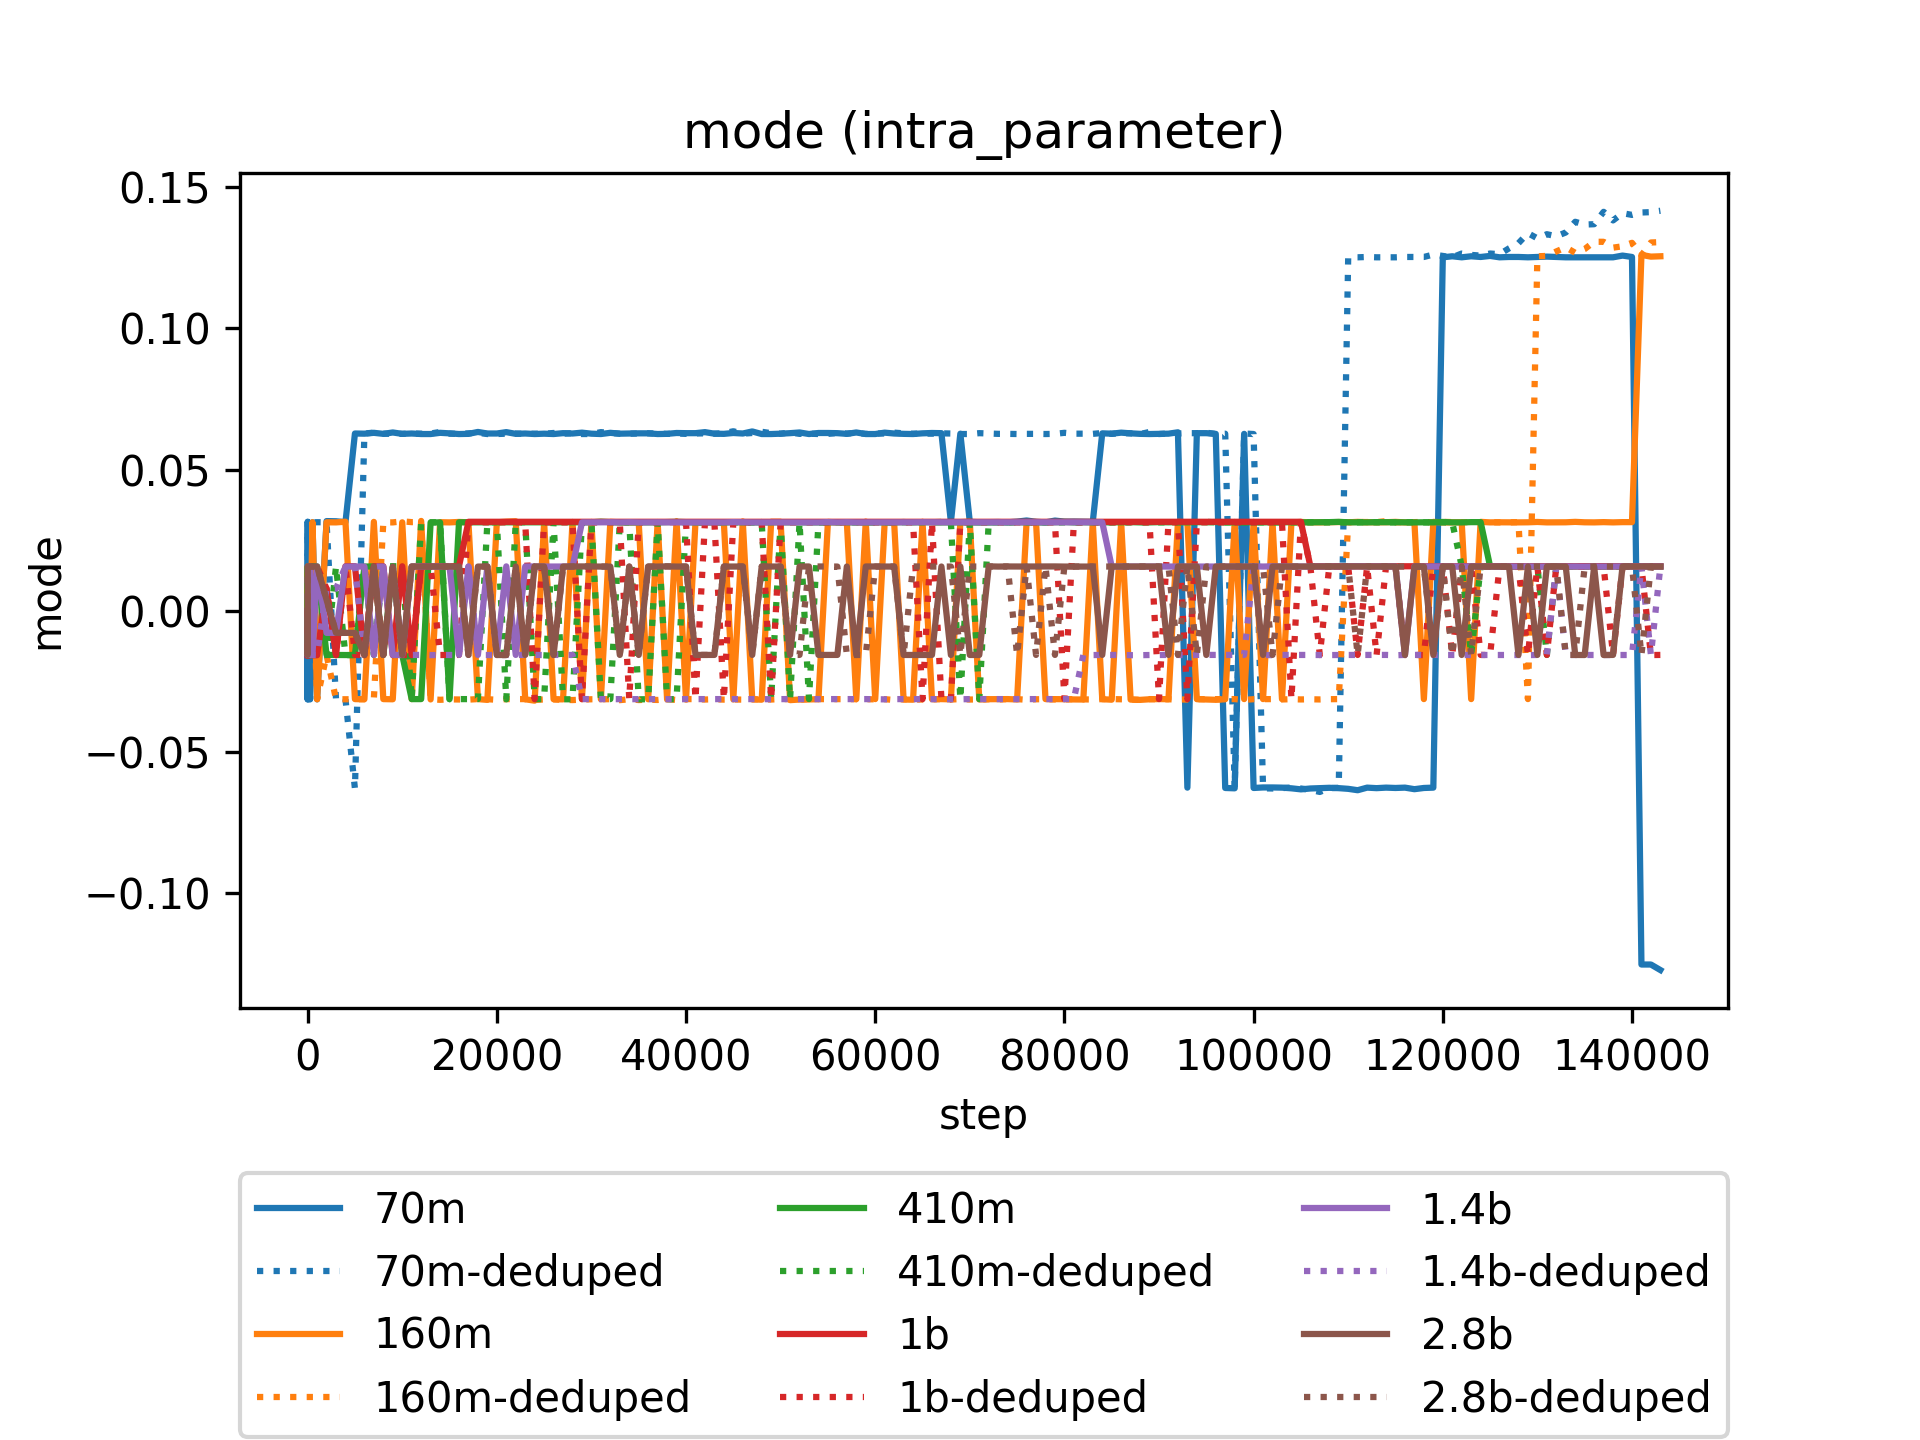 mode (intra_parameter)
0.15
0.10
0.05
0.00
−0.05
−0.10
mode
0 20000 40000 60000 80000 100000 120000 140000
step
70m 410m 1.4b
70m-deduped 410m-deduped 1.4b-deduped
160m 1b 2.8b
160m-deduped 1b-deduped 2.8b-deduped